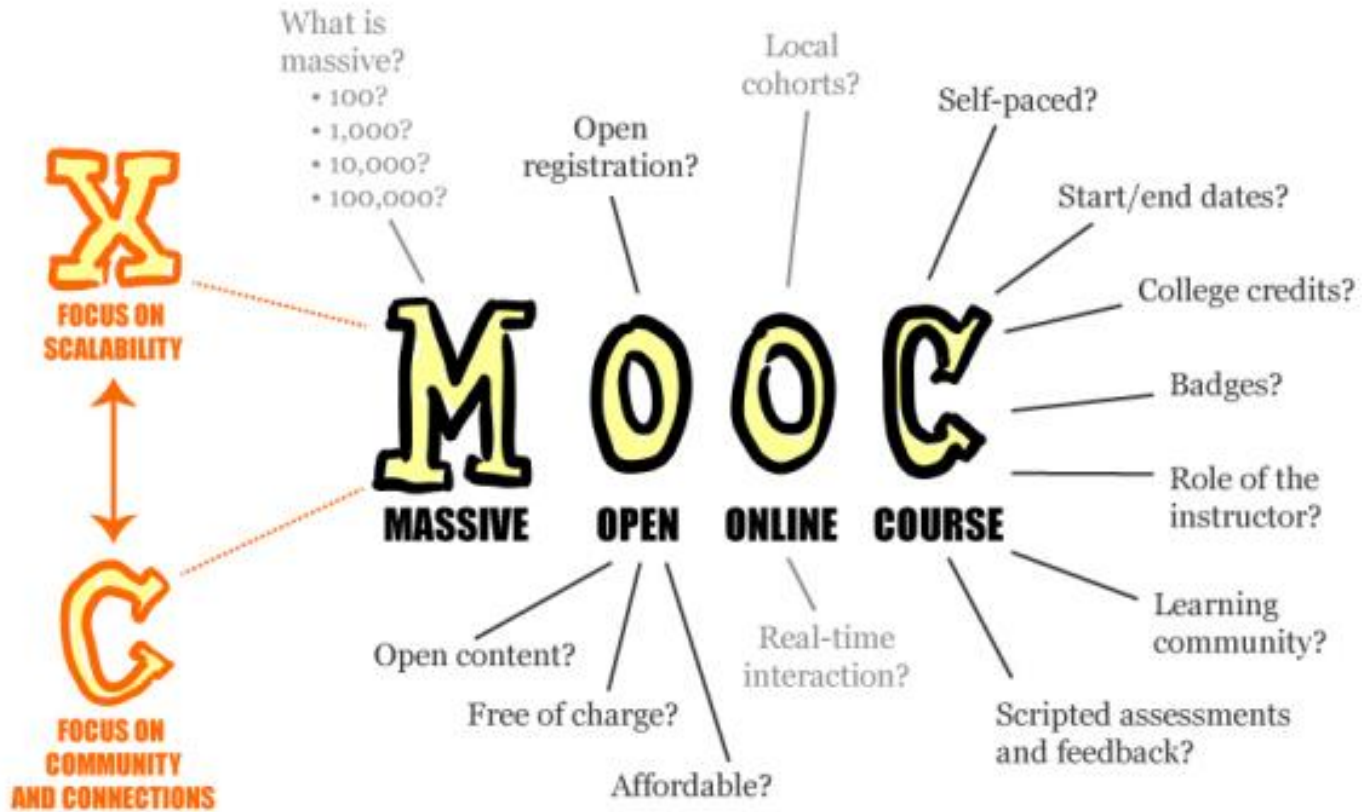 What is
massive?
• 100?
• 1,000?
• 10,000?
• 100,000?
Open
registration?
Local
cohorts?
Self-paced?
Start/end dates?
College credits?
Badges?
Role of the
instructor?
Learning
community?
Scripted assessments
and feedback?
X
FOCUS ON
SCALABILITY
C
FOCUS ON
COMMUNITY
AND CONNECTIONS
M O O C
MASSIVE OPEN ONLINE COURSE
Open content?
Free of charge?
Affordable?
Real-time
interaction?